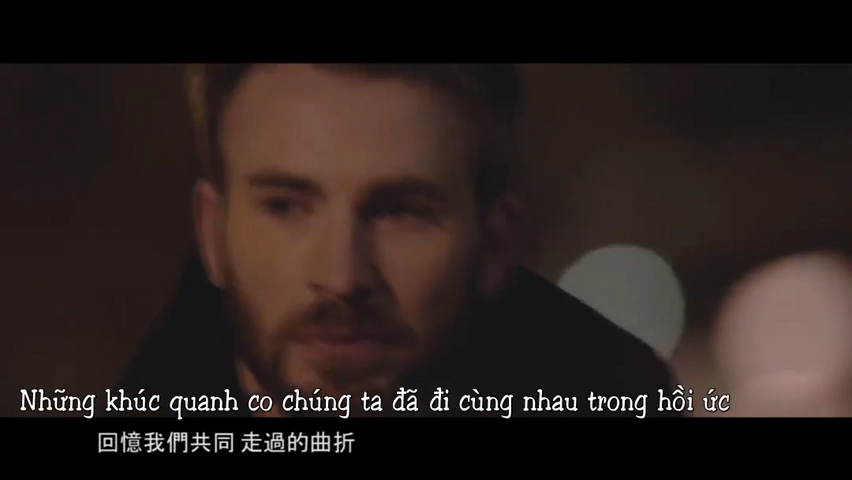 Những khúc quanh co chúng ta đã đi cùng nhau trong hồi ức
回憶我們共同 走過的曲折